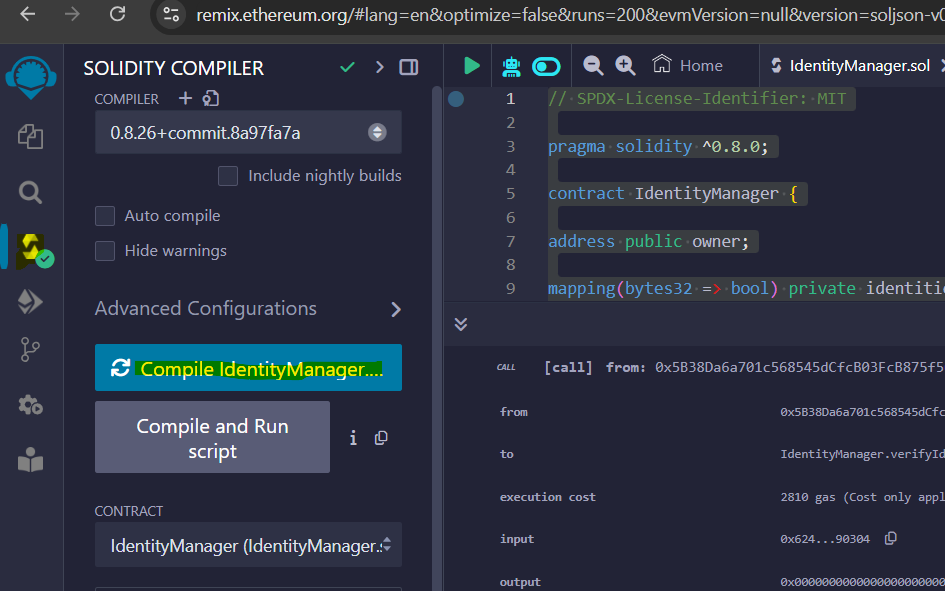 remix.ethereum.org/#lang=en&optimize=false&runs=200&evmVersion=null&version=soljson-v0
SOLIDITY COMPILER
COMPILER
0.8.26+commit.8a97fa7a
Include nightly builds
Auto compile
Hide warnings
Advanced Configurations
Compile IdentityManager....
Compile and Run
script
i
CONTRACT
IdentityManager (IdentityManager.s
Home
IdentityManager.sol
1 // SPDX-License-Identifier: MIT
2
3 pragma solidity ^0.8.0;
4
5 contract IdentityManager {
6
7 address public owner;
8
9 mapping(bytes32 => bool) private identitie
CALL [call] from: 0x5B38Da6a701c568545dCfcB03FcB875f5
from 0x5B38Da6a701c568545dCfc
to IdentityManager.verifyId
execution cost 2810 gas (Cost only appl
input 0x624...90304
output 0x0000000000000000000000